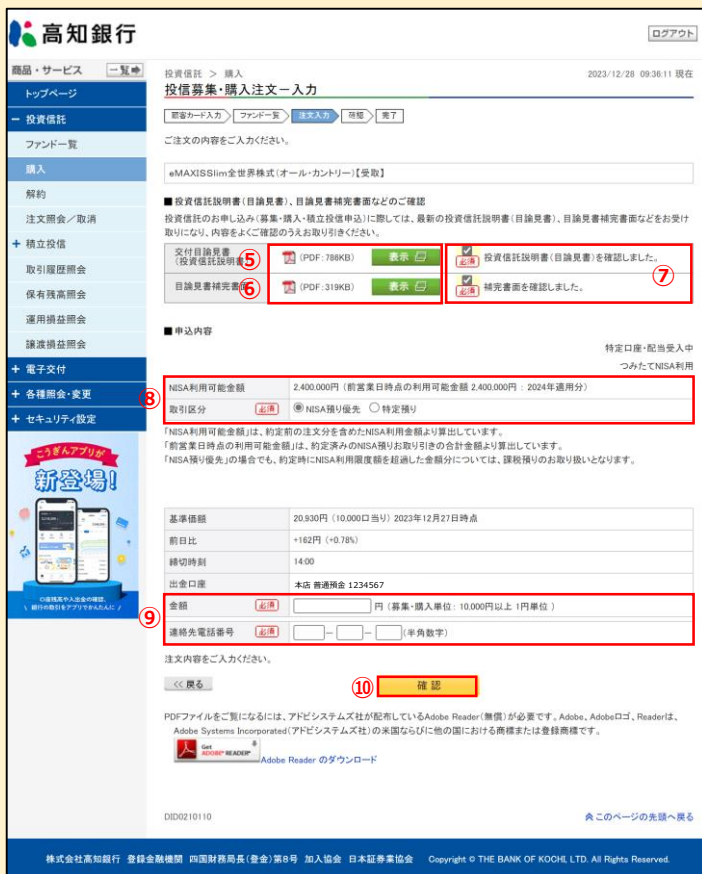 高知銀行
ログアウト
商品・サービス 一覧
トップページ
投資信託
ファンド一覧
購入
解約
注文照会/取消
積立投信
取引履歴照会
保有残高照会
運用損益照会
譲渡損益照会
電子交付
各種照会・変更
セキュリティ設定
こうぎんアプリが
新登場!
口座残高や入出金の確認、
銀行の取引をアプリでかんたんに
投資信託 > 購入
2023/12/28 09:36:11 現在
投信募集・購入注文-入力
顧客カード入力 ファンド一覧 注文入力 確認 完了
ご注文の内容をご入力ください。
eMAXISSlim全世界株式(オール・カントリー)【受取】
■投資信託説明書(目論見書)、目論見書補完書面などのご確認
投資信託のお申し込み(募集・購入・積立投信申込)に際しては、最新の投資信託説明書(目論見書)、目論見書補完書面などをお受け
取りになり、内容をよくご確認のうえお取り引きください。
交付目論見書
(投資信託説明書) ⑤ (PDF:786KB) 表示 必須 投資信託説明書(目論見書)を確認しました。 ⑦
目論見書補完書面 ⑥ (PDF:319KB) 表示 必須 補完書面を確認しました。
■申込内容
特定口座・配当受入中
つみたてNISA利用
⑧
NISA利用可能金額 2,400,000円 (前営業日時点の利用可能金額 2,400,000円 : 2024年適用分)
取引区分 必須 NISA預り優先 特定預り
「NISA利用可能金額」は、約定前の注文分を含めたNISA利用金額より算出しています。
「前営業日時点の利用可能金額」は、約定済みのNISA預りお取り引きの合計金額より算出しています。
「NISA預り優先」の場合でも、約定時にNISA利用限度額を超過した金額分については、課税預りのお取り扱いとなります。
基準価額 20,930円 (10,000口当り) 2023年12月27日時点
前日比 +162円 (+0.78%)
締切時刻 14:00
出金口座 本店 普通預金 1234567
⑨
金額 必須 円 (募集・購入単位: 10,000円以上 1円単位 )
連絡先電話番号 必須 - - (半角数字)
注文内容をご入力ください。
<< 戻る ⑩ 確認
PDFファイルをご覧になるには、アドビシステムズ社が配布しているAdobe Reader(無償)が必要です。Adobe、Adobeロゴ、Readerは、
Adobe Systems Incorporated(アドビシステムズ社)の米国ならびに他の国における商標または登録商標です。
Get
ADOBE® READER®
Adobe Reader のダウンロード
DID0210110
このページの先頭へ戻る
株式会社高知銀行 登録金融機関 四国財務局長(登金)第8号 加入協会 日本証券業協会 Copyright © THE BANK OF KOCHI, LTD. All Rights Reserved.